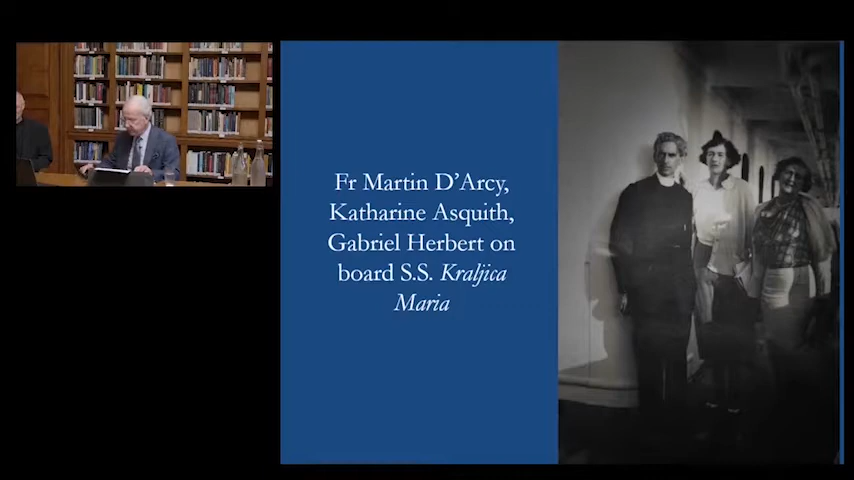 Fr Martin D’Arcy,
Katharine Asquith,
Gabriel Herbert on
board S.S. Kraljica
Maria